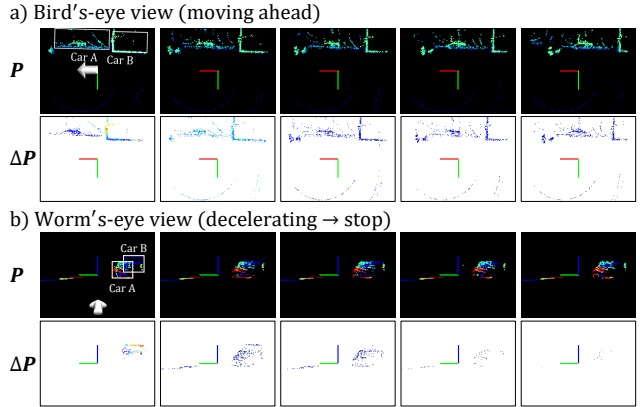 a) Bird's-eye view (moving ahead)
P
Car A
Car B
ΔP
b) Worm's-eye view (decelerating → stop)
P
Car B
Car A
ΔP